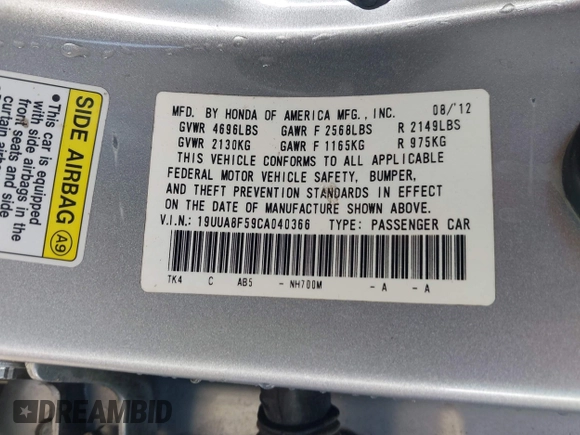 SIDE AIRBAG A9
•This car is equipped
with side airbags in the
front seats and side
curtain
MFD. BY HONDA OF AMERICA MFG., INC. 08/'12
GVWR 4696LBS GAWR F 2568LBS R 2149LBS
GVWR 2130KG GAWR F 1165KG R 975KG
THIS VEHICLE CONFORMS TO ALL APPLICABLE
FEDERAL MOTOR VEHICLE SAFETY, BUMPER,
AND THEFT PREVENTION STANDARDS IN EFFECT
ON THE DATE OF MANUFACTURE SHOWN ABOVE.
V.I.N.: 19UUA8F59CA040366 TYPE: PASSENGER CAR
TK4 C AB5 - NH700M - A - A
DREAMBID